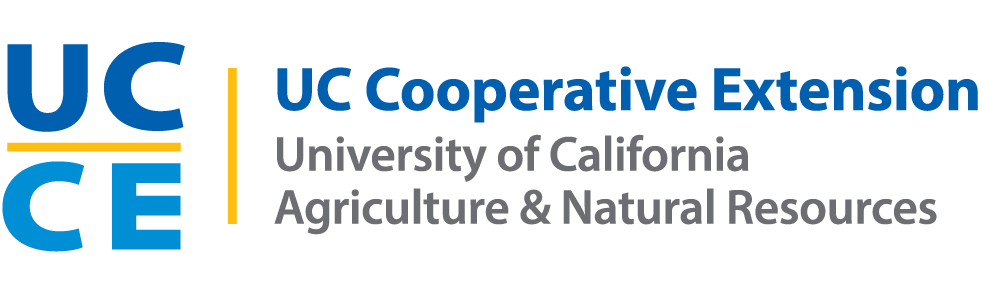 UC
CE
UC Cooperative Extension
University of California
Agriculture & Natural Resources